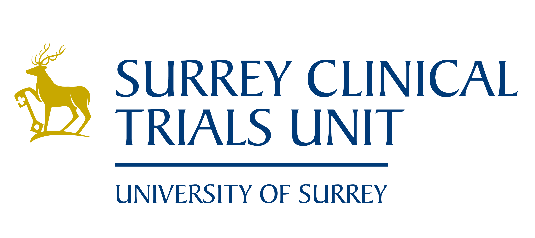 SURREY CLINICAL
TRIALS UNIT
UNIVERSITY OF SURREY